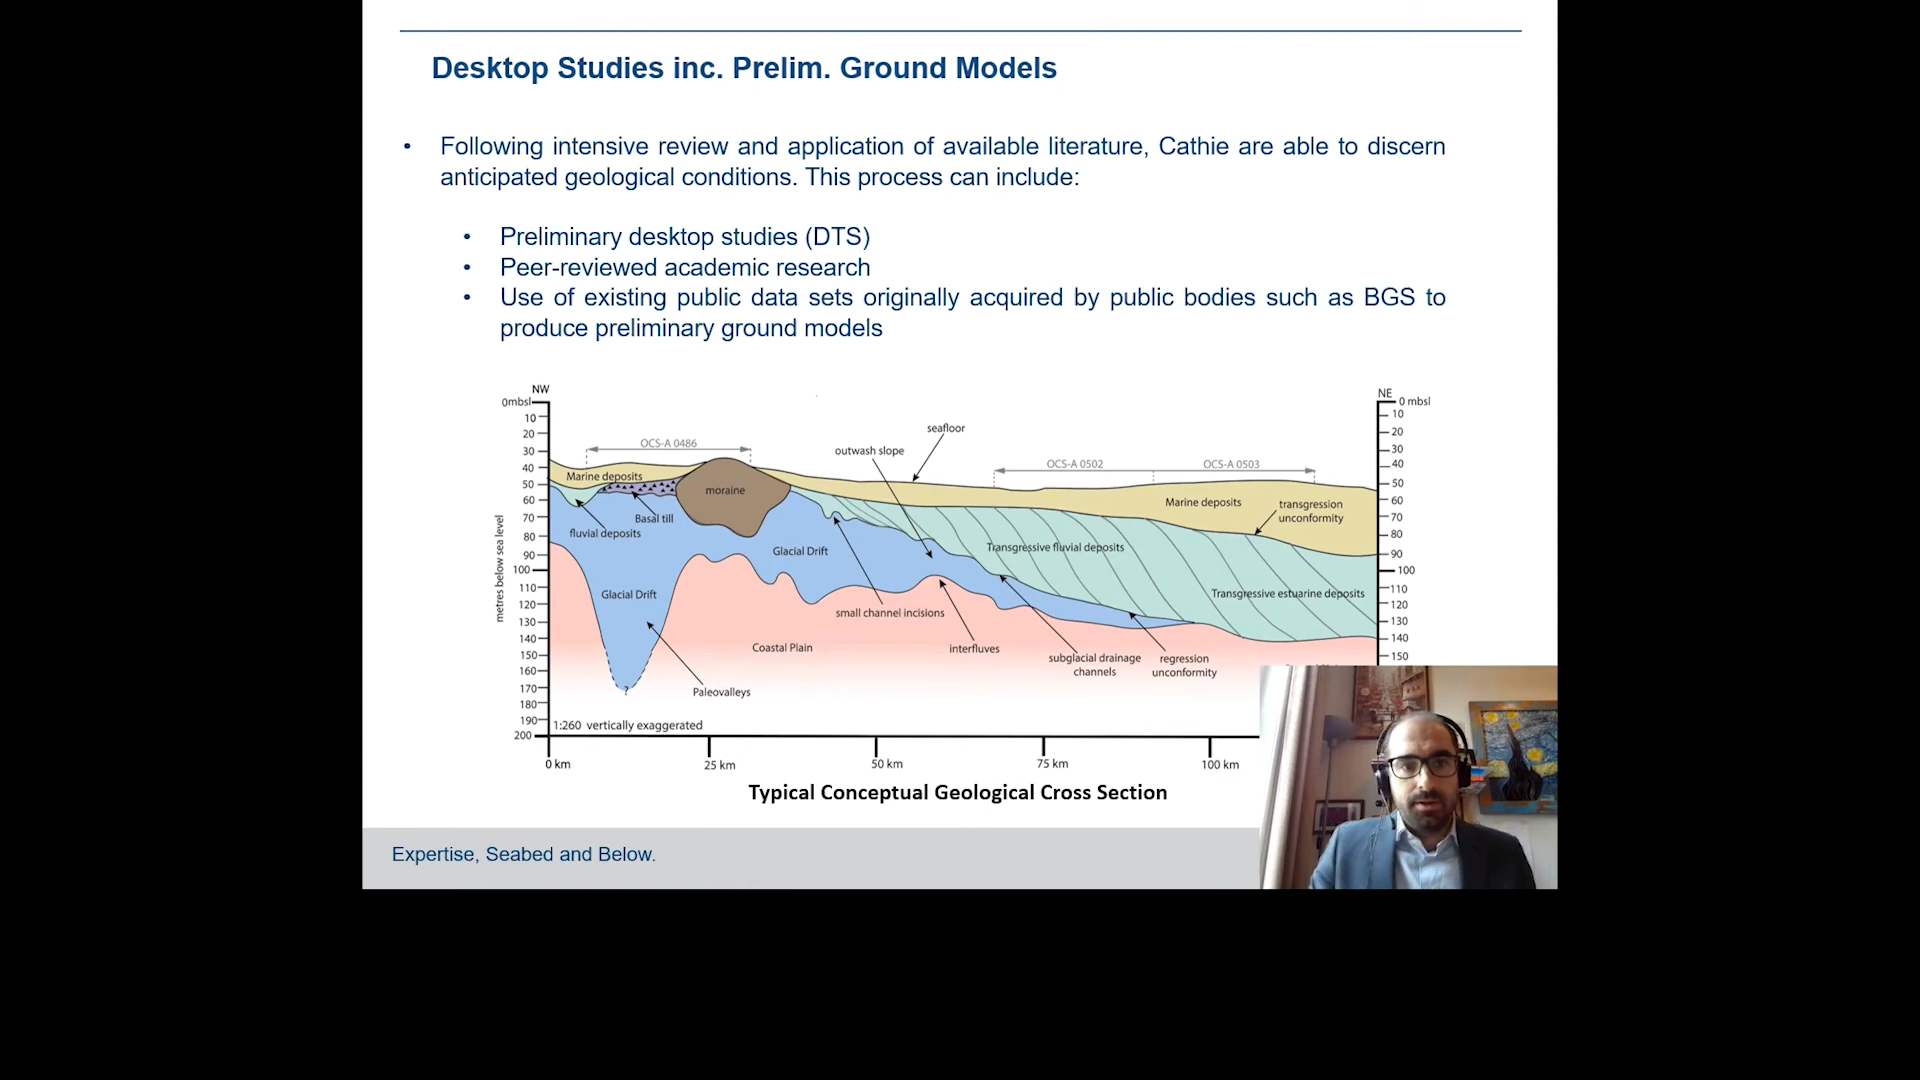 Desktop Studies inc. Prelim. Ground Models
• Following intensive review and application of available literature, Cathie are able to discern
anticipated geological conditions. This process can include:
• Preliminary desktop studies (DTS)
• Peer-reviewed academic research
• Use of existing public data sets originally acquired by public bodies such as BGS to
produce preliminary ground models
NW
NE
0mbsl
0 mbsl
10
20
30
40
50
60
70
80
90
100
110
120
130
140
150
160
170
180
190
200
10
20
30
40
50
60
70
80
90
100
110
120
130
140
150
metres below sea level
OCS-A 0486
OCS-A 0502
OCS-A 0503
seafloor
outwash slope
Marine deposits
moraine
Basal till
fluvial deposits
Marine deposits
transgression
unconformity
Glacial Drift
Transgressive fluvial deposits
Glacial Drift
Transgressive estuarine deposits
small channel incisions
Coastal Plain
interfluves
subglacial drainage
channels
regression
unconformity
?
Paleovalleys
1:260 vertically exaggerated
0 km
25 km
50 km
75 km
100 km
Typical Conceptual Geological Cross Section
Expertise, Seabed and Below.